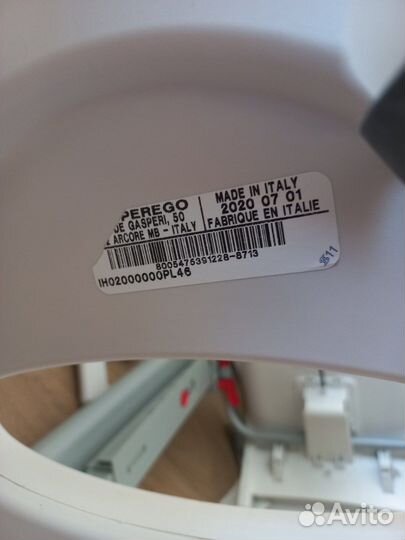 PEREGO
DE GASPERI, 50
ARCORE MB - ITALY
MADE IN ITALY
2020 07 01
FABRIQUE EN ITALIE
8005475391228-8713
IH02000000PL46
Avito